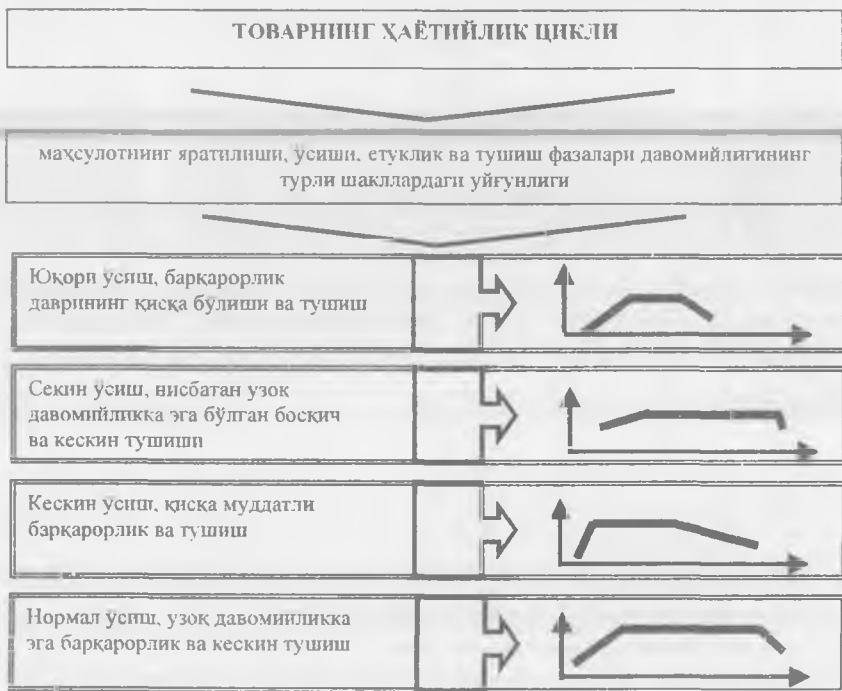 ТОВАРНИНГ ҲАЁТИЙЛИК ЦИКЛИ
маҳсулотнинг яратилиши, ўсиши, етуклик ва тушиш фазалари давомийлигининг
турли шакллардаги уйғунлиги
Юқори ўсиш, барқарорлик
даврининг қисқа бўлиши ва тушиш
Секин ўсиш, нисбатан узоқ
давомийликка эга бўлган босқич
ва кескин тушиши
Кескин ўсиш, қисқа муддатли
барқарорлик ва тушиш
Нормал ўсиш, узоқ давомийликка
эга барқарорлик ва кескин тушиш